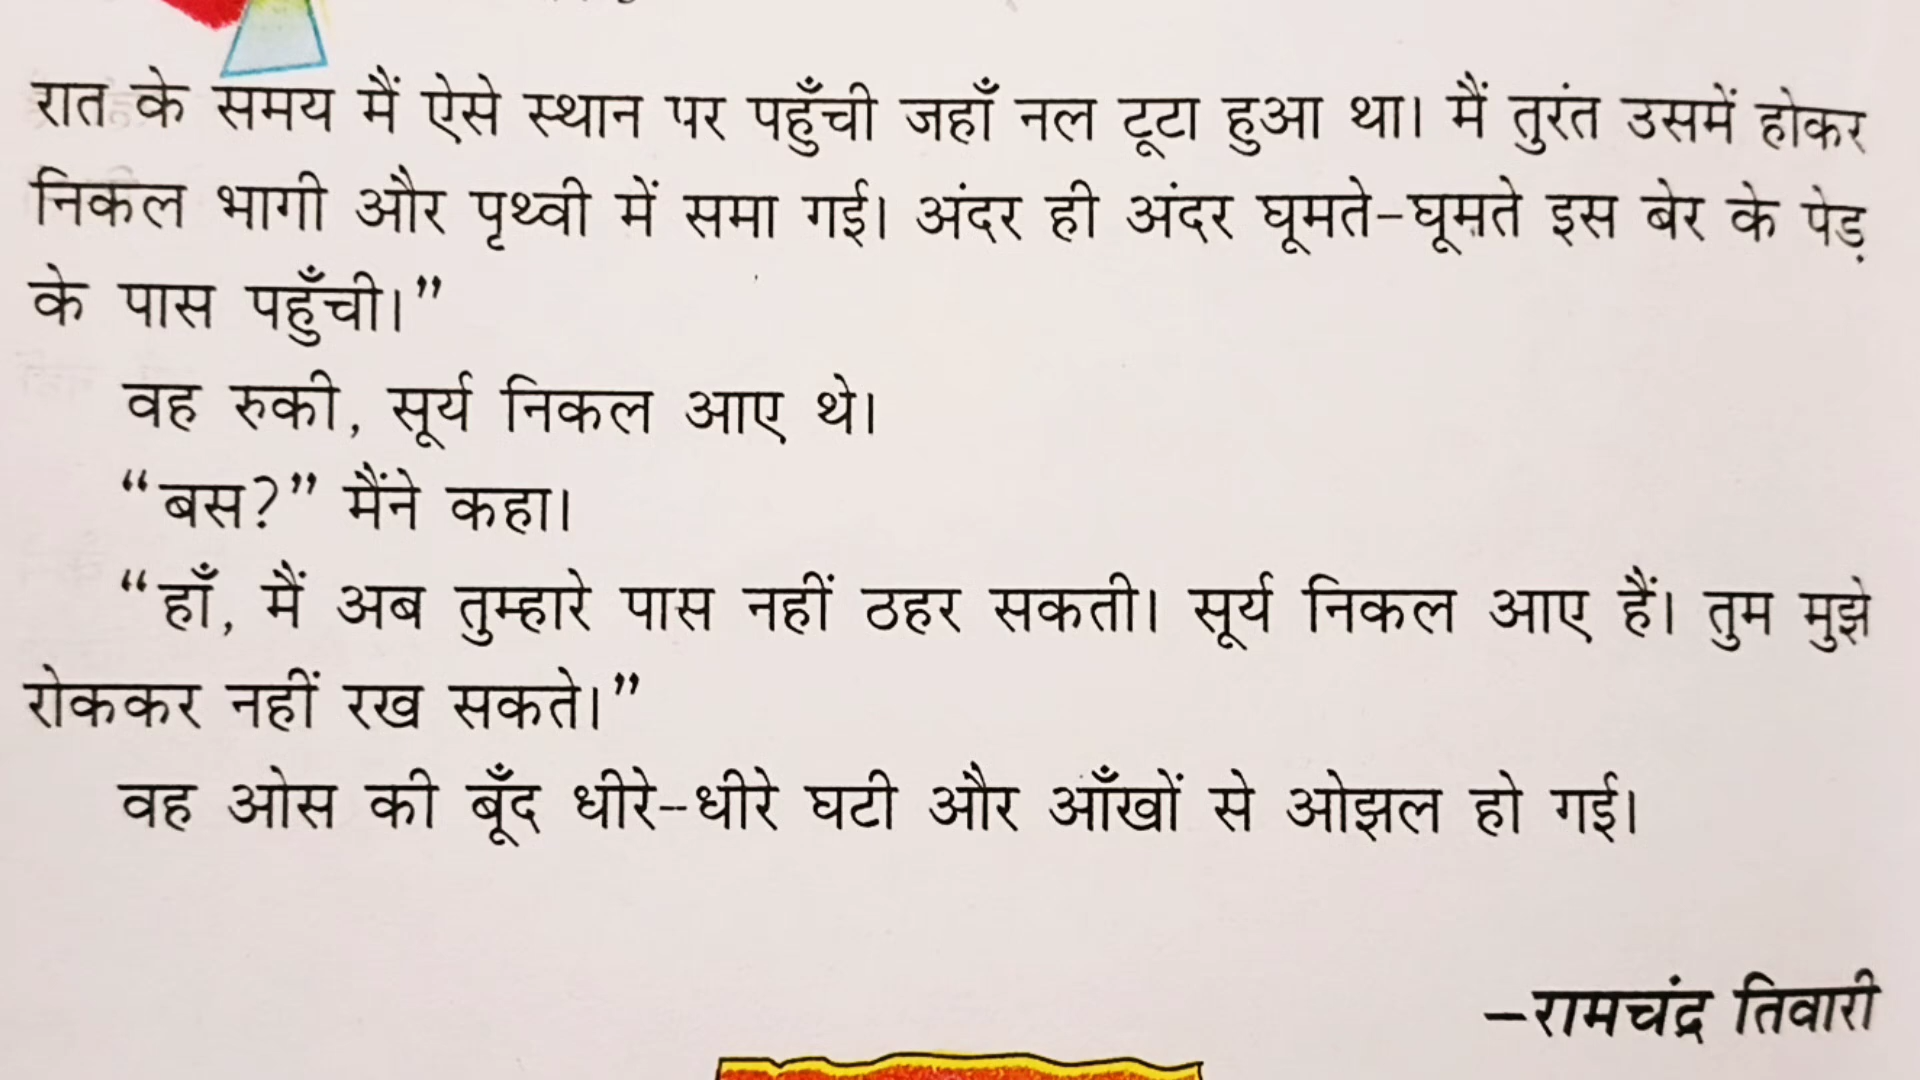 रात के समय मैं ऐसे स्थान पर पहुँची जहाँ नल टूटा हुआ था। मैं तुरंत उसमें होकर
निकल भागी और पृथ्वी में समा गई। अंदर ही अंदर घूमते-घूमते इस बेर के पेड़
के पास पहुँची।”
वह रुकी, सूर्य निकल आए थे।
“बस?” मैंने कहा।
“हाँ, मैं अब तुम्हारे पास नहीं ठहर सकती। सूर्य निकल आए हैं। तुम मुझे
रोककर नहीं रख सकते।”
वह ओस की बूँद धीरे-धीरे घटी और आँखों से ओझल हो गई।
–रामचंद्र तिवारी